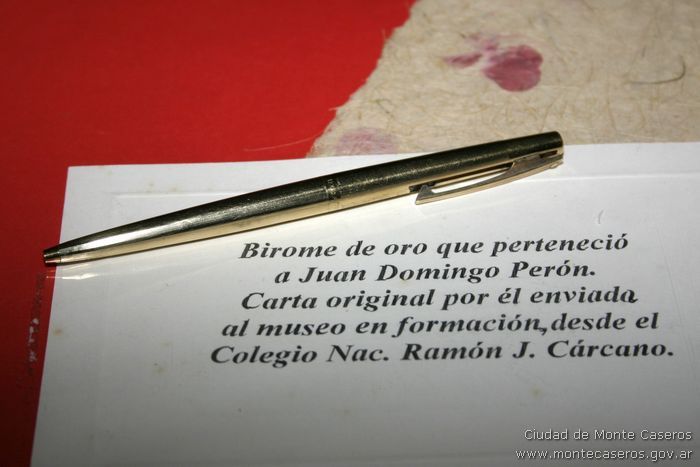 Birome de oro que perteneció
a Juan Domingo Perón.
Carta original por él enviada
al museo en formación, desde el
Colegio Nac. Ramón J. Cárcano.
Ciudad de Monte Caseros
www.montecaseros.gov.ar